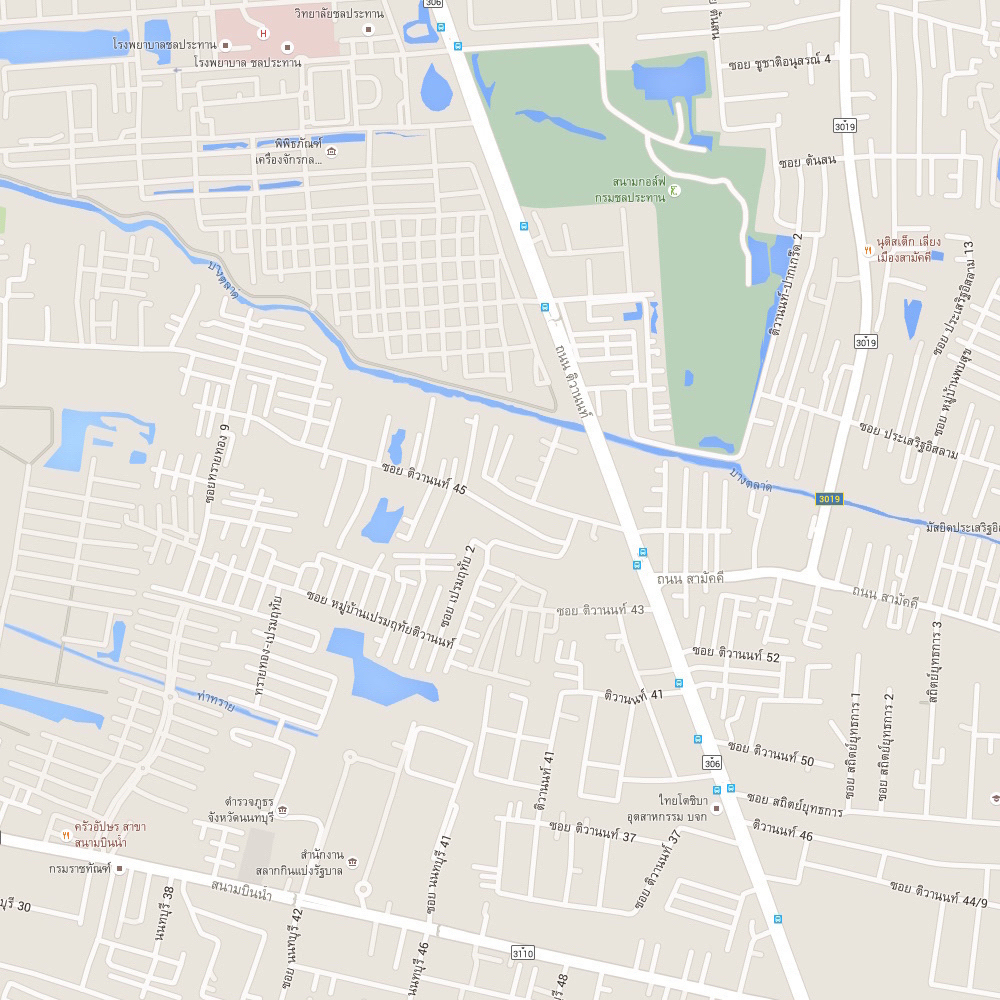 306
วิทยาลัยชลประทาน
โรงพยาบาลชลประทาน
H
โรงพยาบาล ชลประทาน
ซอย ชูชาติอนุสรณ์ 4
3019
พิพิธภัณฑ์
เครื่องจักรกล...
ซอย ต้นสน
สนามกอล์ฟ
กรมชลประทาน
นุติสเต็ก เลี่ยง
เมืองสามัคคี
บางตลาด
ติวานนท์-ปากเกร็ด 2
ซอย ประเสริฐอิสลาม 13
3019
ถนน ติวานนท์
ซอย หมู่บ้านพบสุข
ซอย ประเสริฐอิสลาม
ซอยทรายทอง 9
ซอย ติวานนท์ 45
บางตลาด
3019
มัสยิดประเสริฐอิ
ซอย เปรมฤทัย 2
ถนน สามัคคี
ถนน สามัคคี
ซอย หมู่บ้านเปรมฤทัยติวานนท์
ซอย ติวานนท์ 43
ทรายทอง-เปรมฤทัย
ซอย ติวานนท์ 52
สถิตย์ยุทธการ 3
ท่าทราย
ติวานนท์ 41
สถิตย์ยุทธการ 1
สถิตย์ยุทธการ 2
ซอย ติวานนท์ 50
306
ติวานนท์ 41
ตำรวจภูธร
จังหวัดนนทบุรี
ไทยโตชิบา
อุตสาหกรรม บจก
ซอย สถิตย์ยุทธการ
ครัวอัปษร สาขา
สนามบินน้ำ
ซอย ติวานนท์ 37
ติวานนท์ 46
กรมราชทัณฑ์
สำนักงาน
สลากกินแบ่งรัฐบาล
ซอย นนทบุรี 41
ซอย ติวานนท์ 37
สนามบินน้ำ
ซอย ติวานนท์ 44/9
บุรี 30
นนทบุรี 38
ซอย นนทบุรี 42
นนทบุรี 46
3110
รี 48